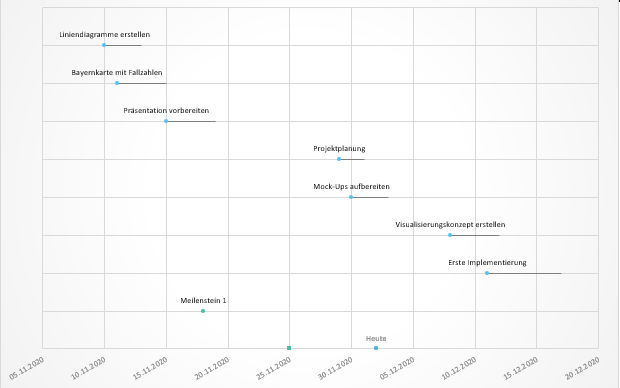 Liniendiagramme erstellen
Bayernkarte mit Fallzahlen
Präsentation vorbereiten
Projektplanung
Mock-Ups aufbereiten
Visualisierungskonzept erstellen
Erste Implementierung
Meilenstein 1
Heute
05.11.2020 10.11.2020 15.11.2020 20.11.2020 25.11.2020 30.11.2020 05.12.2020 10.12.2020 15.12.2020 20.12.2020